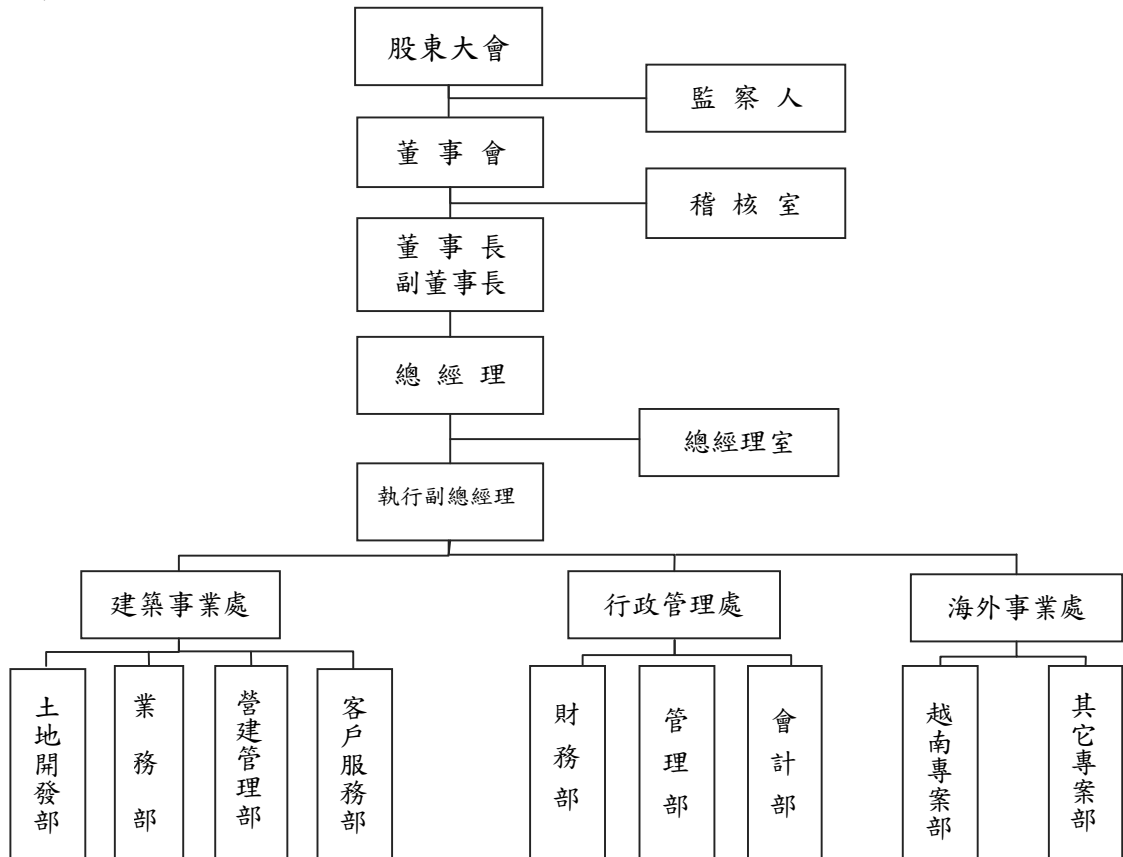 股東大會
監察人
董事會
稽核室
董事長
副董事長
總經理
總經理室
執行副總經理
建築事業處
行政管理處
海外事業處
土地開發部
業務部
營建管理部
客戶服務部
財務部
管理部
會計部
越南專案部
其它專案部